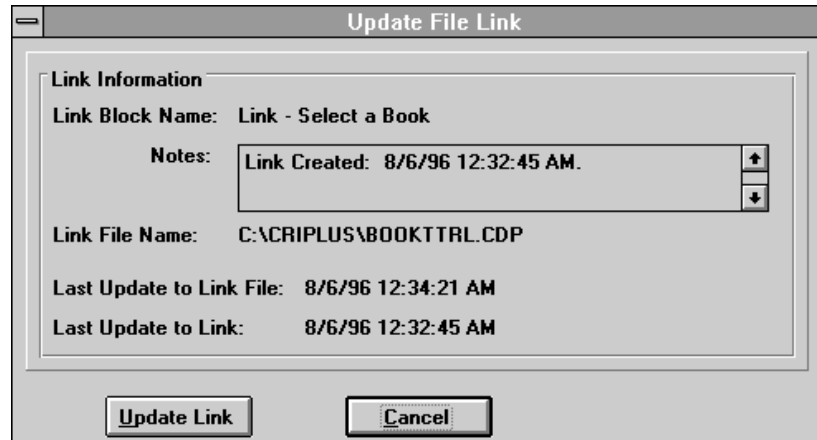 Update File Link
Link Information
Link Block Name: Link - Select a Book
Notes: Link Created: 8/6/96 12:32:45 AM.
Link File Name: C:\CRIPLUS\BOOKTTRL.CDP
Last Update to Link File: 8/6/96 12:34:21 AM
Last Update to Link: 8/6/96 12:32:45 AM
Update Link Cancel